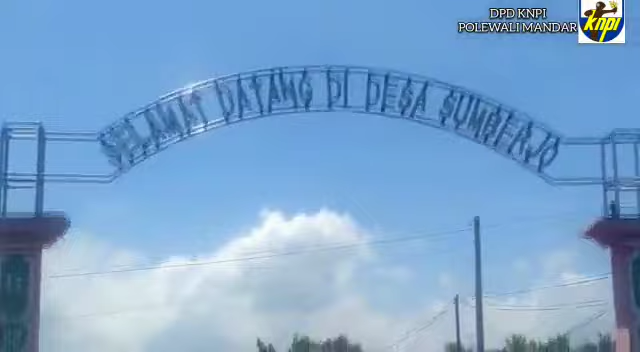 DPD KNPI
POLEWALI MANDAR
knpi
SELAMAT DATANG DI DESA SUMBERJO